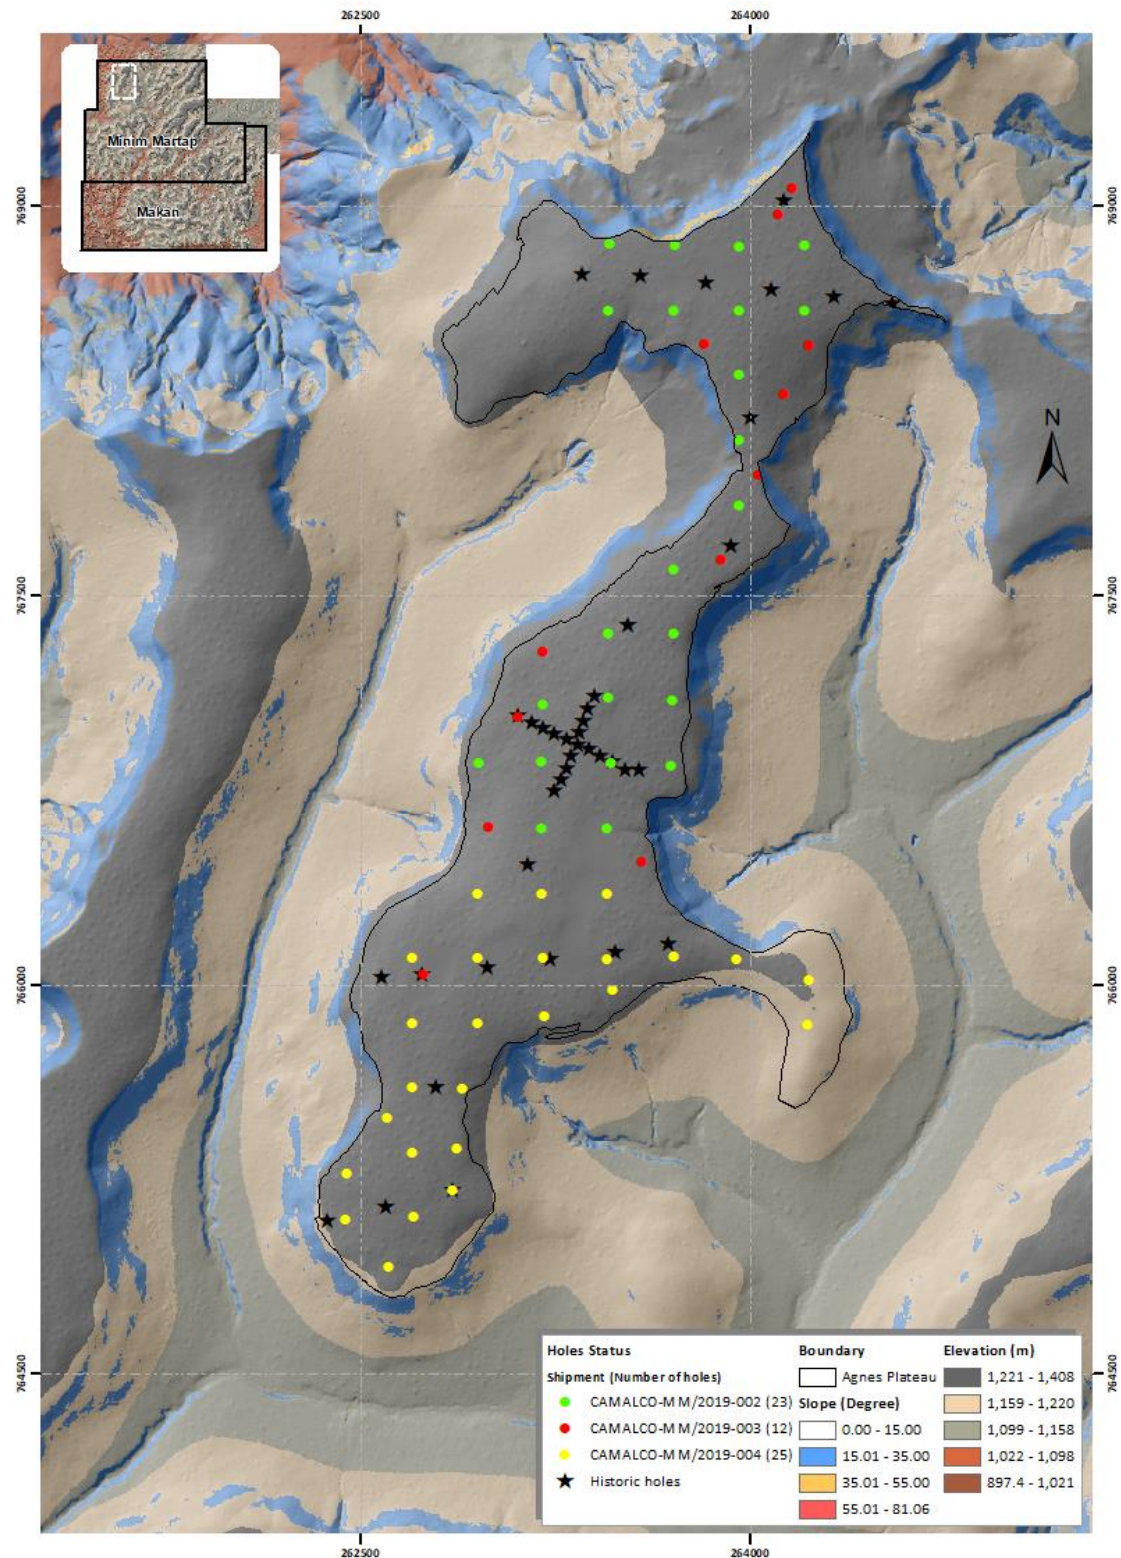 262500 264000
Minim Martap
Makan
769000 769000
N
767500 767500
766000 766000
764500 764500
Holes Status
Shipment (Number of holes)
CAMALCO-MM/2019-002 (23)
CAMALCO-MM/2019-003 (12)
CAMALCO-MM/2019-004 (25)
Historic holes
Boundary
Agnes Plateau
Slope (Degree)
0.00 - 15.00
15.01 - 35.00
35.01 - 55.00
55.01 - 81.06
Elevation (m)
1,221 - 1,408
1,159 - 1,220
1,099 - 1,158
1,022 - 1,098
897.4 - 1,021
262500 264000